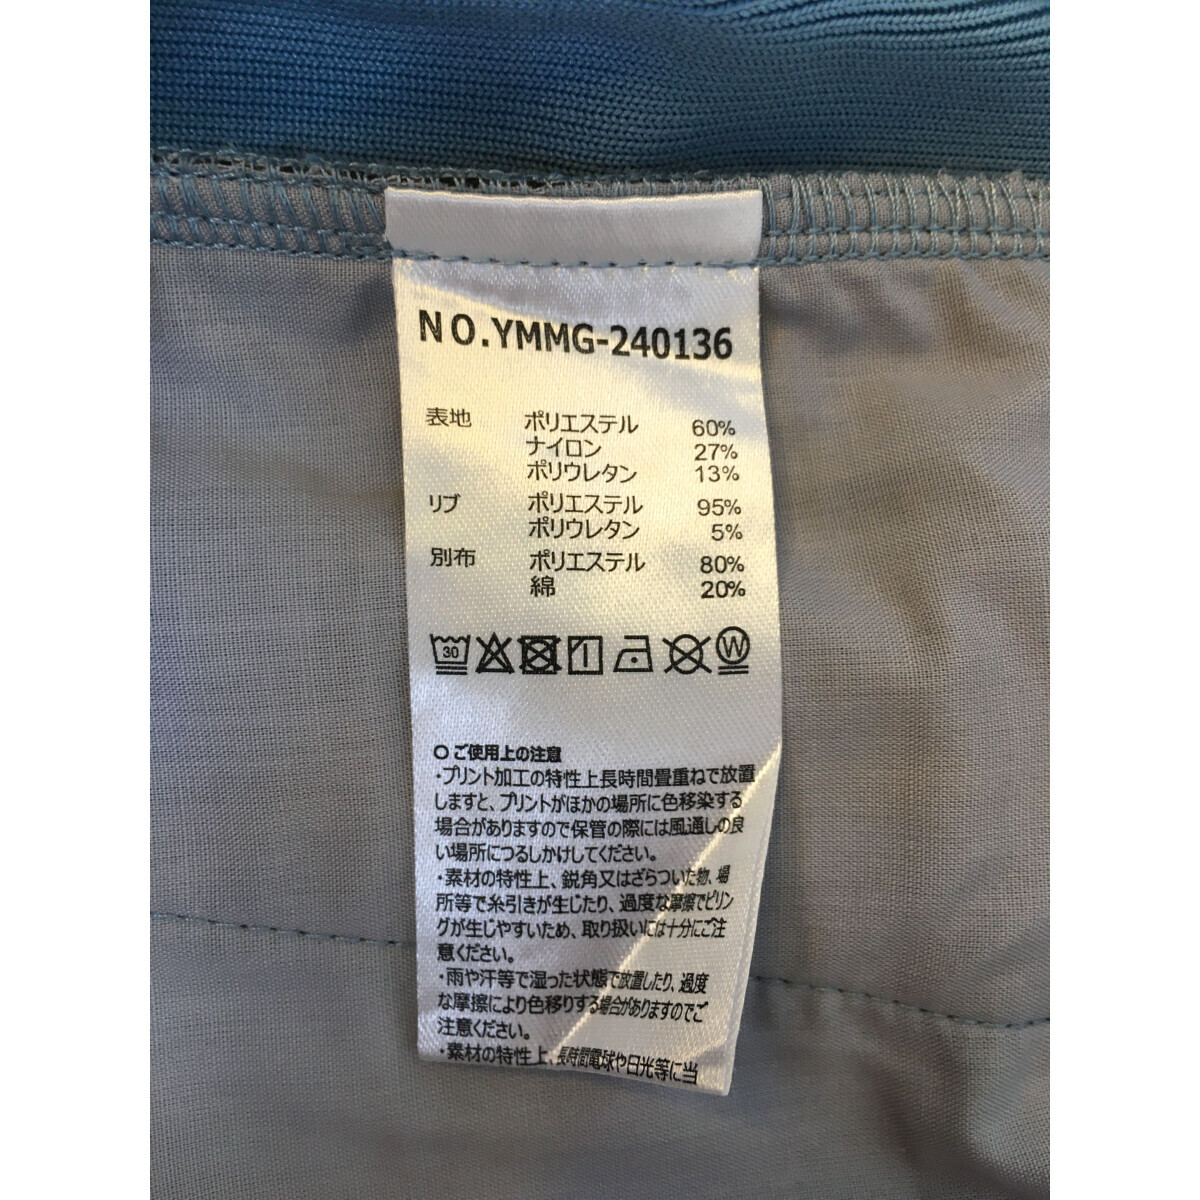 NO.YMMG-240136
表地 ポリエステル 60%
ナイロン 27%
ポリウレタン 13%
リブ ポリエステル 95%
ポリウレタン 5%
別布 ポリエステル 80%
綿 20%
30 W
○ご使用上の注意
・プリント加工の特性上長時間畳重ねで放置
しますと、プリントがほかの場所に色移染する
場合がありますので保管の際には風通しの良
い場所につるしかけしてください。
・素材の特性上、鋭角又はざらついた物、場
所等で糸引きが生じたり、過度な摩擦でピリン
グが生じやすいため、取り扱いには十分にご注
意ください。
・雨や汗等で湿った状態で放置したり、過度
な摩擦により色移りする場合がありますのでご
注意ください。
・素材の特性上、長時間電球や日光等に当